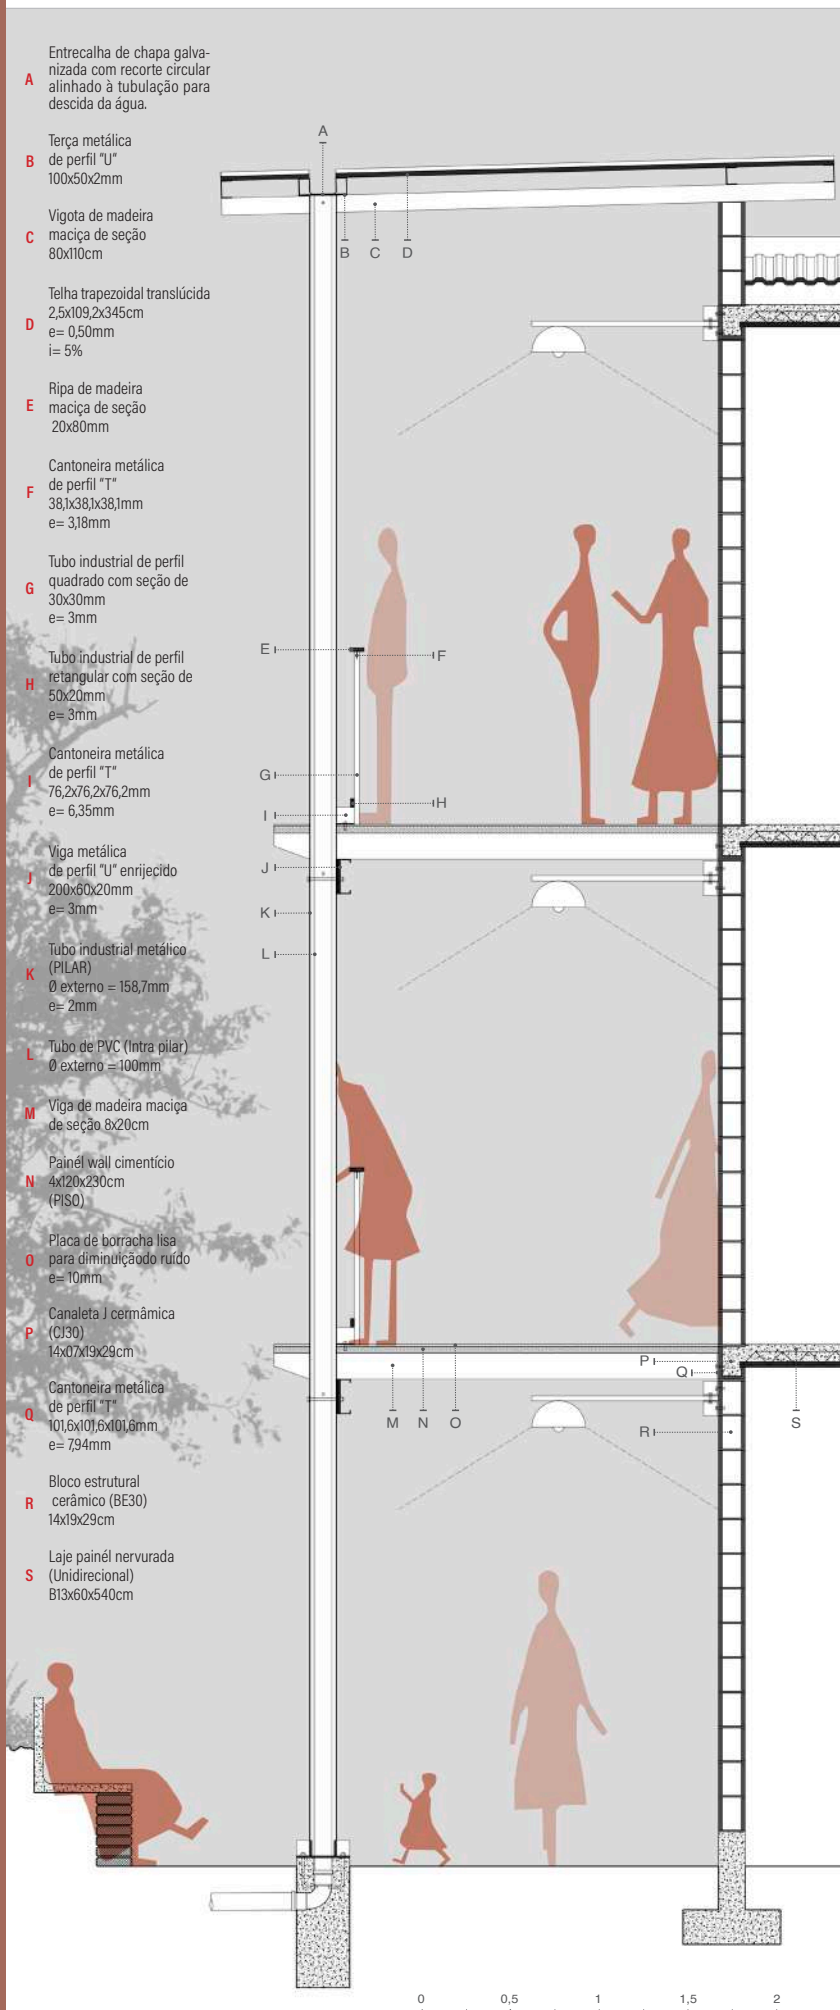 A
Entrecalha de chapa galva-
nizada com recorte circular
alinhado à tubulação para
descida da água.
B
Terça metálica
de perfil "U"
100x50x2mm
C
Vigota de madeira
maciça de seção
80x110cm
D
Telha trapezoidal translúcida
2,5x109,2x345cm
e= 0,50mm
i= 5%
E
Ripa de madeira
maciça de seção
20x80mm
F
Cantoneira metálica
de perfil "T"
38,1x38,1x38,1mm
e= 3,18mm
G
Tubo industrial de perfil
quadrado com seção de
30x30mm
e= 3mm
H
Tubo industrial de perfil
retangular com seção de
50x20mm
e= 3mm
I
Cantoneira metálica
de perfil "T"
76,2x76,2x76,2mm
e= 6,35mm
J
Viga metálica
de perfil "U" enrijecido
200x60x20mm
e= 3mm
K
Tubo industrial metálico
(PILAR)
Ø externo = 158,7mm
e= 2mm
L
Tubo de PVC (Intra pilar)
Ø externo = 100mm
M
Viga de madeira maciça
de seção 8x20cm
N
Painél wall cimentício
4x120x230cm
(PISO)
O
Placa de borracha lisa
para diminuiçãodo ruído
e= 10mm
P
Canaleta J cermâmica
(CJ30)
14x07x19x29cm
Q
Cantoneira metálica
de perfil "T"
101,6x101,6x101,6mm
e= 7,94mm
R
Bloco estrutural
cerâmico (BE30)
14x19x29cm
S
Laje painél nervurada
(Unidirecional)
B13x60x540cm
A
B C D
E
F
G
H
I
J
K
L
P
Q
M N O
R
S
0 0,5 1 1,5 2